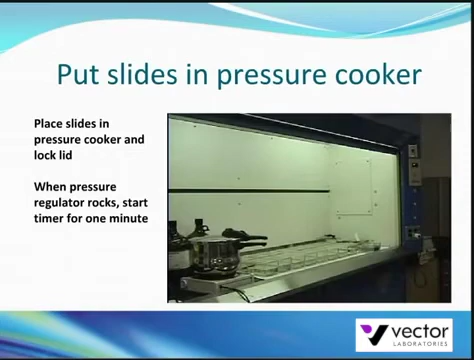 Put slides in pressure cooker
Place slides in
pressure cooker and
lock lid
When pressure
regulator rocks, start
timer for one minute
vector
LABORATORIES